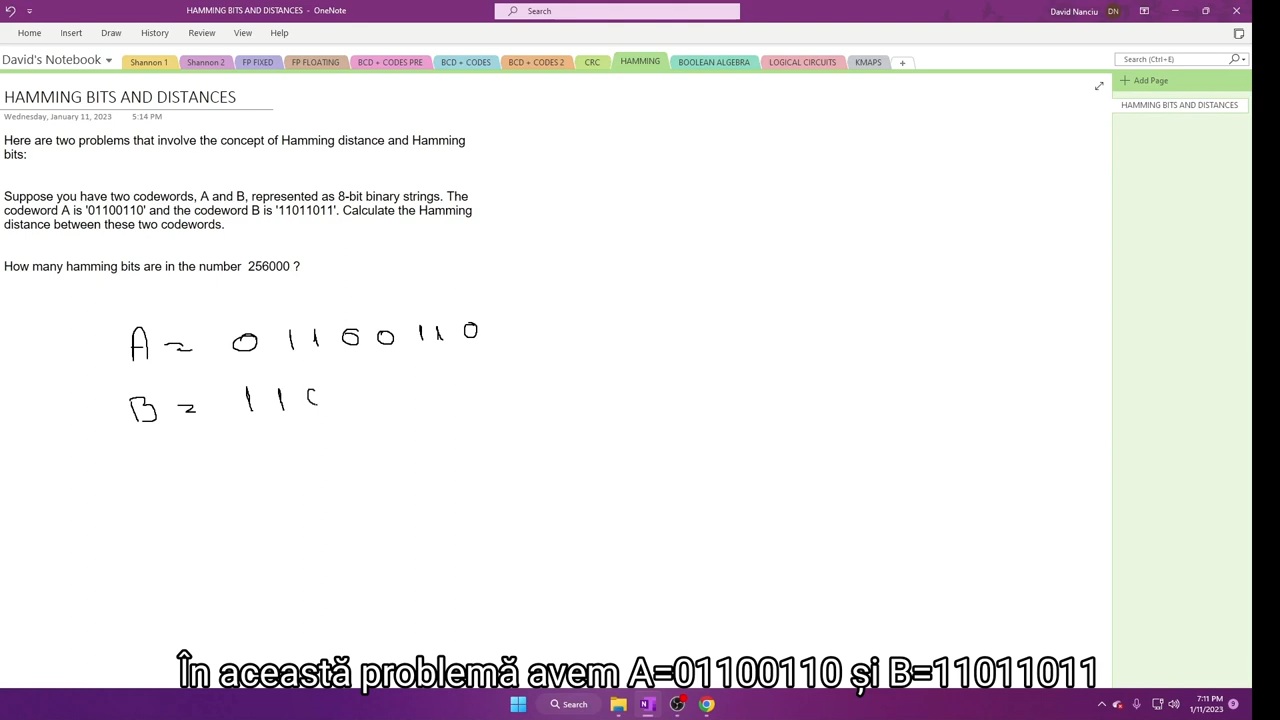 HAMMING BITS AND DISTANCES - OneNote
Search
David Nanciu DN
Home Insert Draw History Review View Help
David's Notebook Shannon 1 Shannon 2 FP FIXED FP FLOATING BCD + CODES PRE BCD + CODES BCD + CODES 2 CRC HAMMING BOOLEAN ALGEBRA LOGICAL CIRCUITS KMAPS Search (Ctrl+E)
Add Page
HAMMING BITS AND DISTANCES
HAMMING BITS AND DISTANCES
Wednesday, January 11, 2023 5:14 PM
Here are two problems that involve the concept of Hamming distance and Hamming
bits:
Suppose you have two codewords, A and B, represented as 8-bit binary strings. The
codeword A is '01100110' and the codeword B is '11011011'. Calculate the Hamming
distance between these two codewords.
How many hamming bits are in the number 256000 ?
A = 0 1 1 0 0 1 1 0
B = 1 1 0
În această problemă avem A=01100110 și B=11011011
Search
7:11 PM
1/11/2023